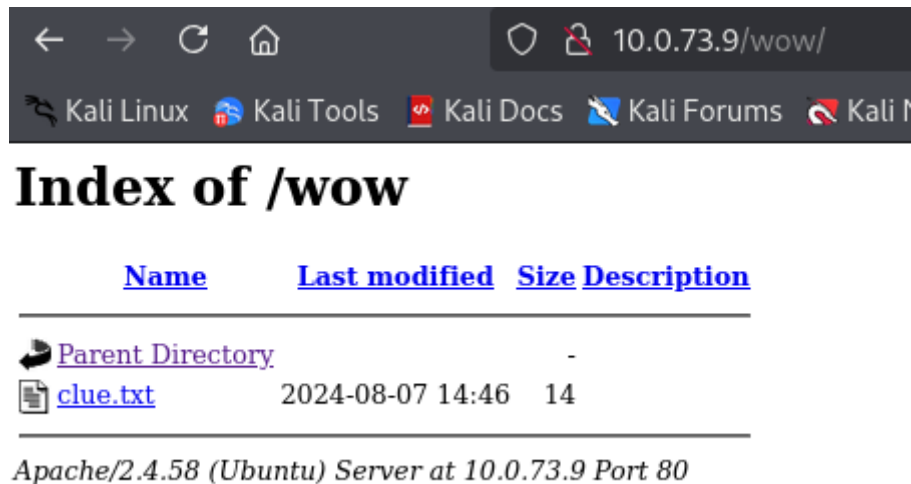 10.0.73.9/wow/
Kali Linux Kali Tools Kali Docs Kali Forums Kali
Index of /wow
Name Last modified Size Description
Parent Directory -
clue.txt 2024-08-07 14:46 14
Apache/2.4.58 (Ubuntu) Server at 10.0.73.9 Port 80